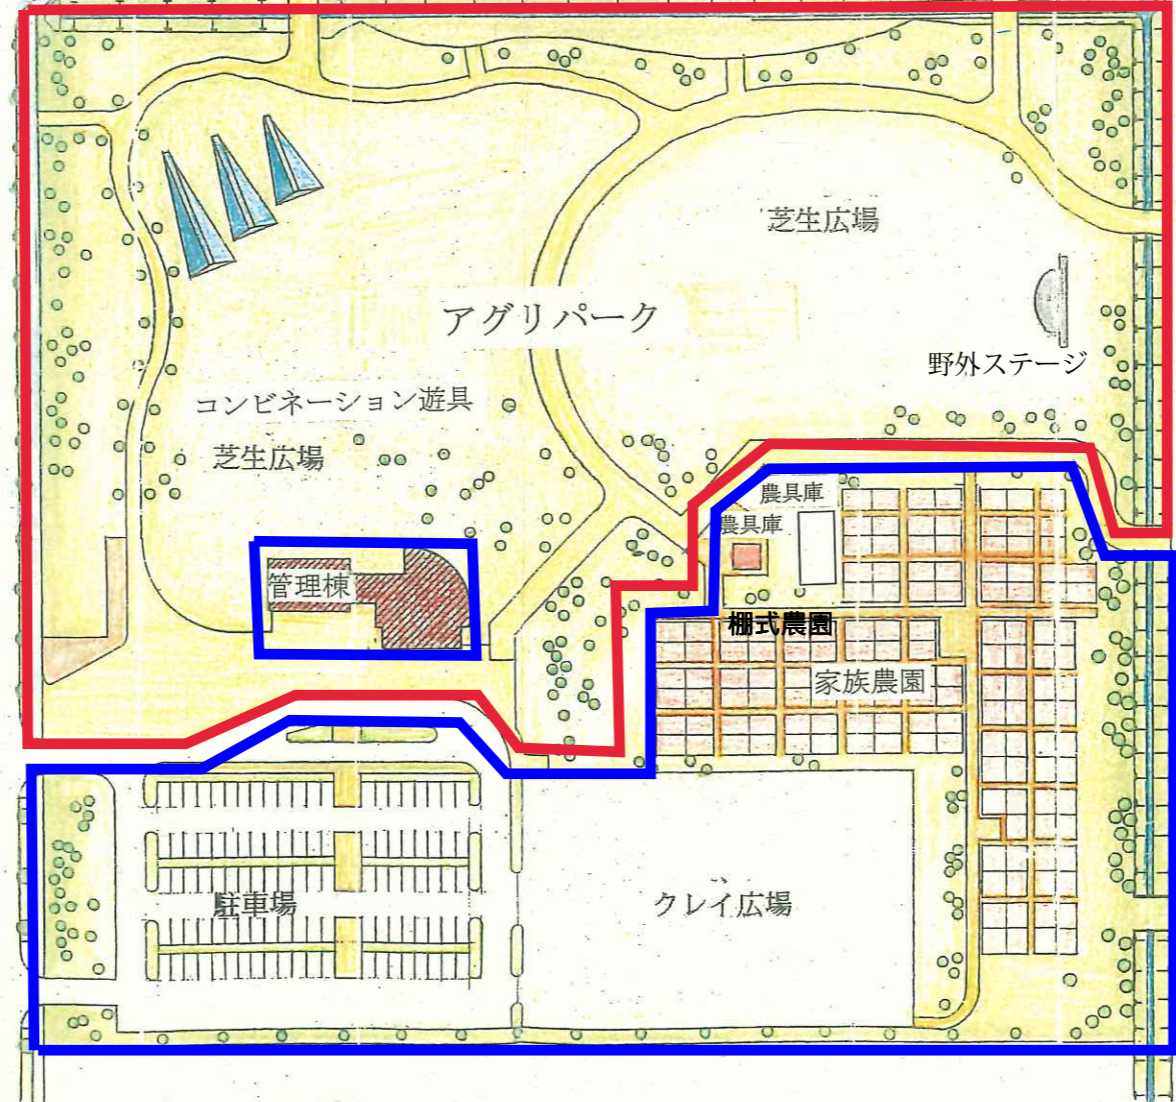 芝生広場
アグリパーク
野外ステージ
コンビネーション遊具
芝生広場
農具庫
農具庫
管理棟
棚式農園
家族農園
駐車場
クレイ広場